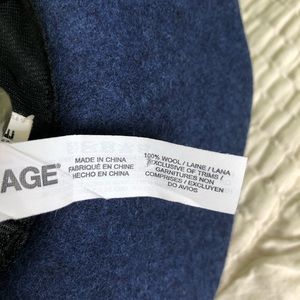 AGE®
MADE IN CHINA
FABRIQUÉ EN CHINE
HECHO EN CHINA
100% WOOL / LAINE / LANA
EXCLUSIVE OF TRIMS /
GARNITURES NON
COMPRISES / EXCLUYEN
DO AVIOS